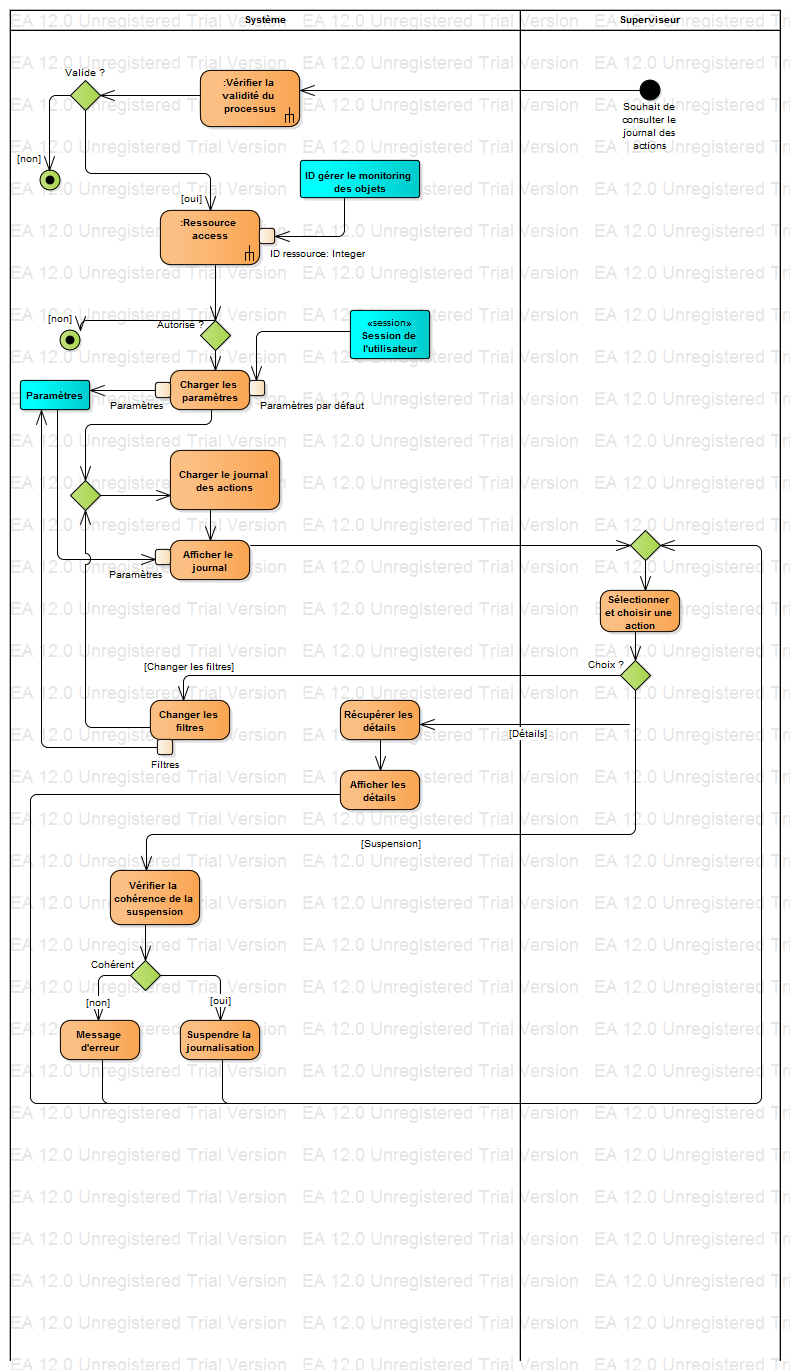 Système
Superviseur
Valide ?
:Vérifier la
validité du
processus
Souhait de
consulter le
journal des
actions
[non]
[oui]
ID gérer le monitoring
des objets
:Ressource
access
ID ressource: Integer
[non]
Autorisé ?
«session»
Session de
l'utilisateur
Paramètres
Paramètres
Charger les
paramètres
Paramètres par défaut
Charger le journal
des actions
Paramètres
Afficher le
journal
Sélectionner
et choisir une
action
Choix ?
[Changer les filtres]
Changer les
filtres
Filtres
Récupérer les
détails
[Détails]
Afficher les
détails
[Suspension]
Vérifier la
cohérence de la
suspension
Cohérent
[non]
[oui]
Message
d'erreur
Suspendre la
journalisation
EA 12.0 Unregistered Trial Version